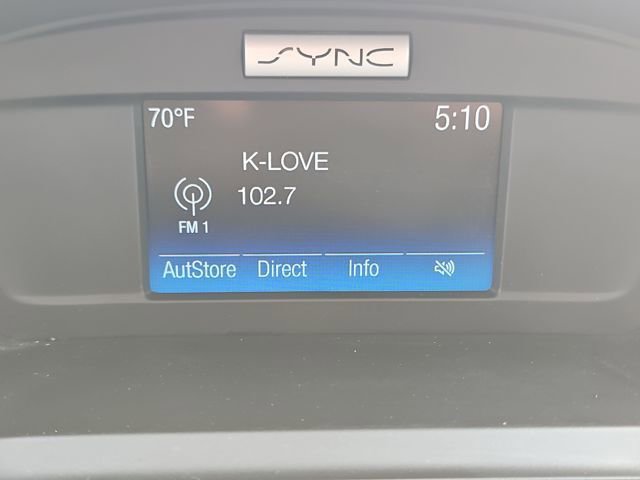 SYNC
70°F 5:10
K-LOVE
102.7
FM 1
AutStore Direct Info